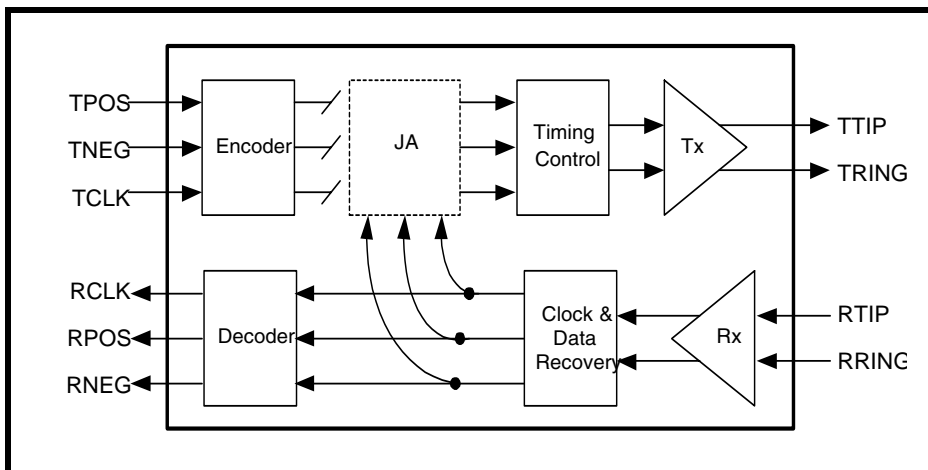 TPOS
TNEG
TCLK
Encoder
JA
Timing
Control
Tx
TTIP
TRING
RCLK
RPOS
RNEG
Decoder
Clock &
Data
Recovery
Rx
RTIP
RRING